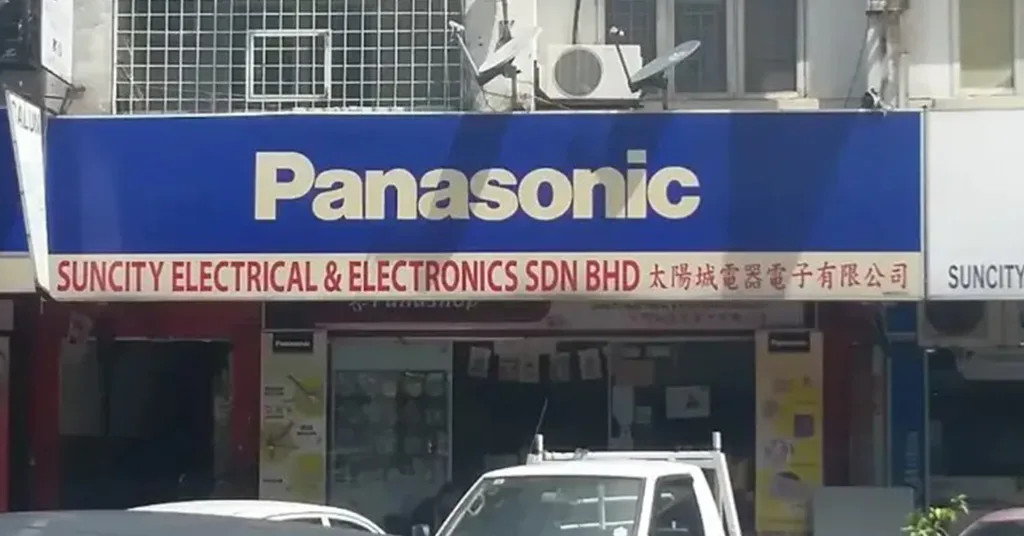 Panasonic
SUNCITY ELECTRICAL & ELECTRONICS SDN BHD 太陽城電器電子有限公司
SUNCITY
Panashop
Panasonic
Panasonic